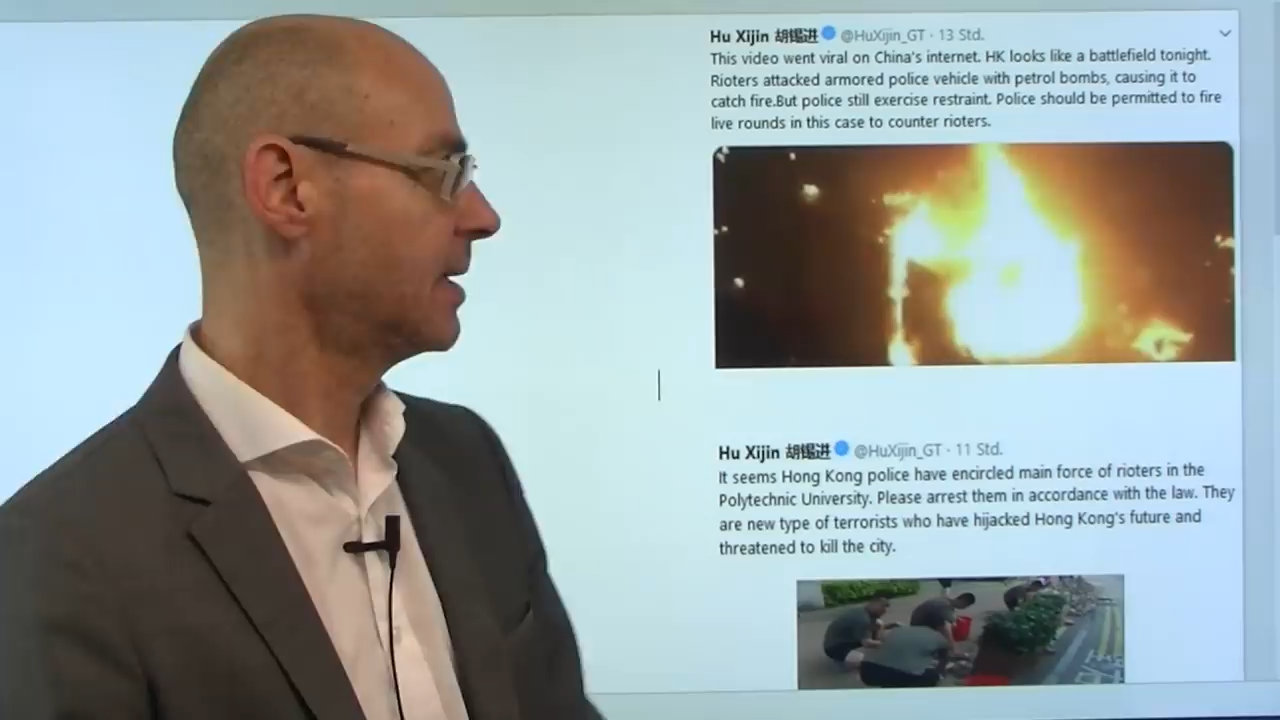 Hu Xijin 胡锡进 @HuXijin_GT · 13 Std.
This video went viral on China's internet. HK looks like a battlefield tonight.
Rioters attacked armored police vehicle with petrol bombs, causing it to
catch fire.But police still exercise restraint. Police should be permitted to fire
live rounds in this case to counter rioters.
Hu Xijin 胡锡进 @HuXijin_GT · 11 Std.
It seems Hong Kong police have encircled main force of rioters in the
Polytechnic University. Please arrest them in accordance with the law. They
are new type of terrorists who have hijacked Hong Kong's future and
threatened to kill the city.